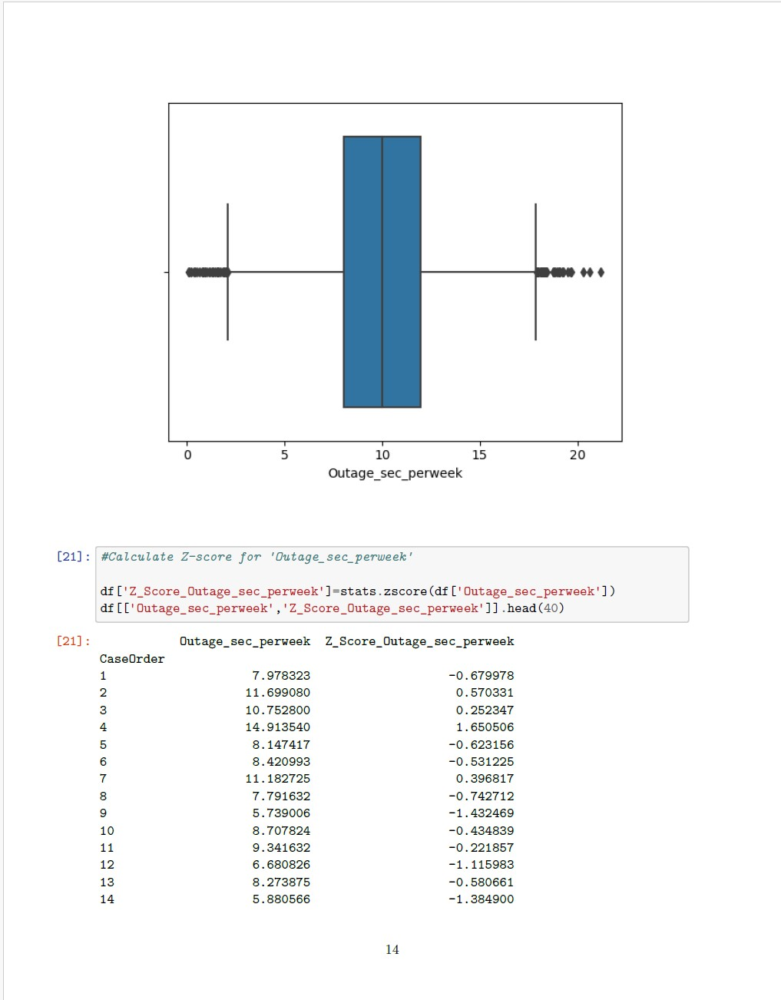 0 5 10 15 20
Outage_sec_perweek
[21]: #Calculate Z-score for 'Outage_sec_perweek'
df['Z_Score_Outage_sec_perweek']=stats.zscore(df['Outage_sec_perweek'])
df[['Outage_sec_perweek','Z_Score_Outage_sec_perweek']].head(40)
[21]: Outage_sec_perweek Z_Score_Outage_sec_perweek
CaseOrder
1 7.978323 -0.679978
2 11.699080 0.570331
3 10.752800 0.252347
4 14.913540 1.650506
5 8.147417 -0.623156
6 8.420993 -0.531225
7 11.182725 0.396817
8 7.791632 -0.742712
9 5.739006 -1.432469
10 8.707824 -0.434839
11 9.341632 -0.221857
12 6.680826 -1.115983
13 8.273875 -0.580661
14 5.880566 -1.384900
14